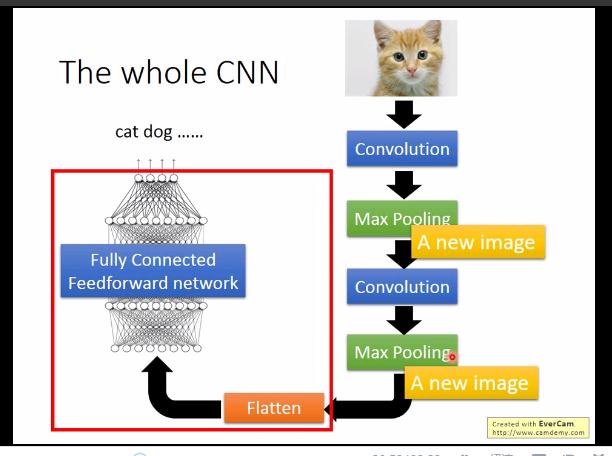 The whole CNN
cat dog ……
Convolution
Max Pooling
A new image
Convolution
Max Pooling
A new image
Flatten
Fully Connected
Feedforward network
Created with EverCam.
http://www.camdemy.com